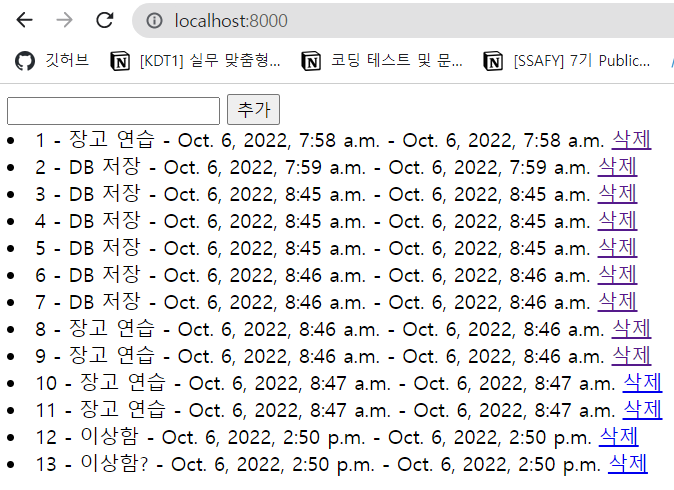 localhost:8000
깃허브 [KDT1] 실무 맞춤형... 코딩 테스트 및 문... [SSAFY] 7기 Public...
추가
• 1 - 장고 연습 - Oct. 6, 2022, 7:58 a.m. - Oct. 6, 2022, 7:58 a.m. 삭제
• 2 - DB 저장 - Oct. 6, 2022, 7:59 a.m. - Oct. 6, 2022, 7:59 a.m. 삭제
• 3 - DB 저장 - Oct. 6, 2022, 8:45 a.m. - Oct. 6, 2022, 8:45 a.m. 삭제
• 4 - DB 저장 - Oct. 6, 2022, 8:45 a.m. - Oct. 6, 2022, 8:45 a.m. 삭제
• 5 - DB 저장 - Oct. 6, 2022, 8:45 a.m. - Oct. 6, 2022, 8:45 a.m. 삭제
• 6 - DB 저장 - Oct. 6, 2022, 8:46 a.m. - Oct. 6, 2022, 8:46 a.m. 삭제
• 7 - DB 저장 - Oct. 6, 2022, 8:46 a.m. - Oct. 6, 2022, 8:46 a.m. 삭제
• 8 - 장고 연습 - Oct. 6, 2022, 8:46 a.m. - Oct. 6, 2022, 8:46 a.m. 삭제
• 9 - 장고 연습 - Oct. 6, 2022, 8:46 a.m. - Oct. 6, 2022, 8:46 a.m. 삭제
• 10 - 장고 연습 - Oct. 6, 2022, 8:47 a.m. - Oct. 6, 2022, 8:47 a.m. 삭제
• 11 - 장고 연습 - Oct. 6, 2022, 8:47 a.m. - Oct. 6, 2022, 8:47 a.m. 삭제
• 12 - 이상함 - Oct. 6, 2022, 2:50 p.m. - Oct. 6, 2022, 2:50 p.m. 삭제
• 13 - 이상함? - Oct. 6, 2022, 2:50 p.m. - Oct. 6, 2022, 2:50 p.m. 삭제